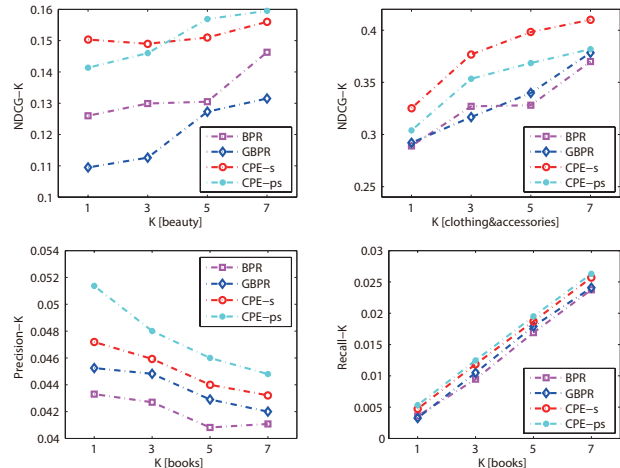 0.16
0.15
0.14
0.13
0.12
0.11
0.1
NDCG−K
1 3 5 7
K [beauty]
BPR
GBPR
CPE−s
CPE−ps
0.4
0.35
0.3
0.25
NDCG−K
1 3 5 7
K [clothing&accessories]
BPR
GBPR
CPE−s
CPE−ps
0.054
0.052
0.05
0.048
0.046
0.044
0.042
0.04
Precision−K
1 3 5 7
K [books]
BPR
GBPR
CPE−s
CPE−ps
0.03
0.025
0.02
0.015
0.01
0.005
0
Recall−K
1 3 5 7
K [books]
BPR
GBPR
CPE−s
CPE−ps